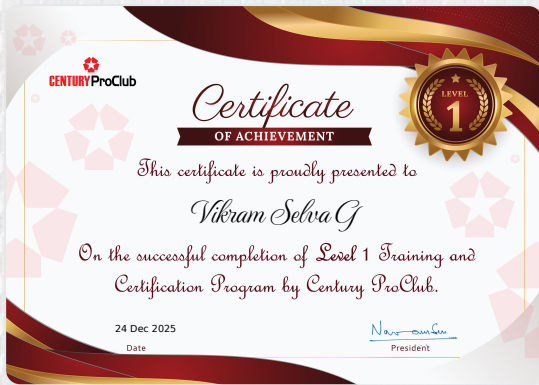 CENTURY ProClub
LEVEL
1
Certificate
OF ACHIEVEMENT
This certificate is proudly presented to
Vikram Selva G
On the successful completion of Level 1 Training and
Certification Program by Century ProClub.
24 Dec 2025
Date
President